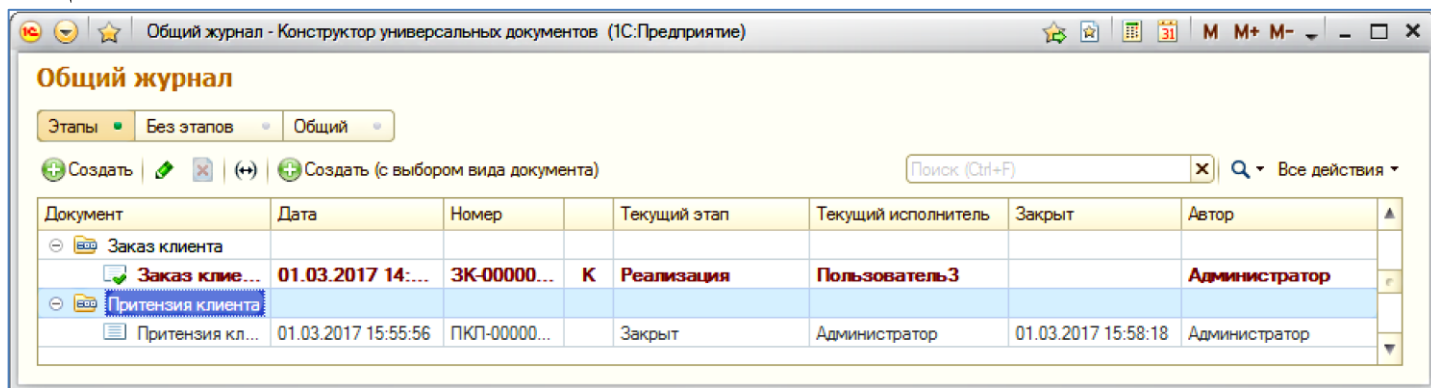 Общий журнал - Конструктор универсальных документов (1С:Предприятие) 31 M M+ M-
Общий журнал
Этапы Без этапов Общий
Создать (↔) Создать (с выбором вида документа) Поиск (Ctrl+F) Все действия
Документ Дата Номер Текущий этап Текущий исполнитель Закрыт Автор
Заказ клиента
Заказ клие... 01.03.2017 14:... ЗК-00000... К Реализация Пользователь3 Администратор
Притензия клиента
Притензия кл... 01.03.2017 15:55:56 ПКП-00000... Закрыт Администратор 01.03.2017 15:58:18 Администратор